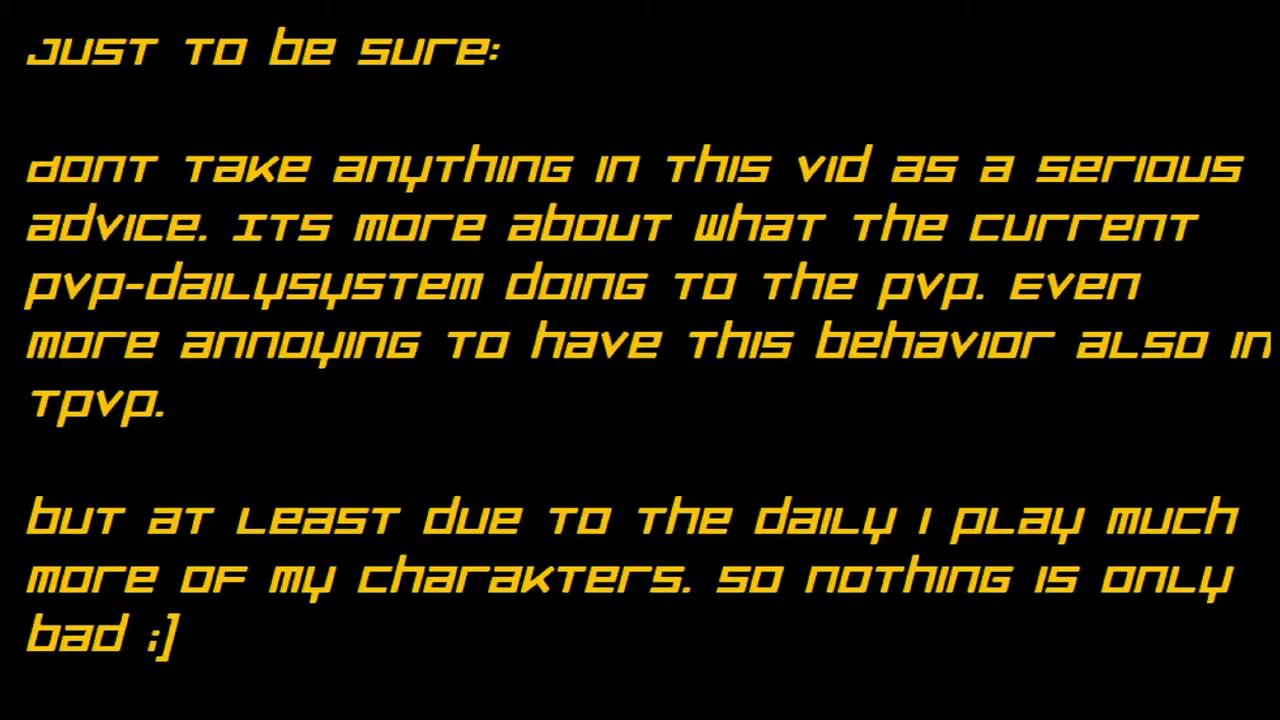 Just to be sure:
dont take anything in this vid as a serious
advice. Its more about what the current
pvp-dailysystem doing to the pvp. Even
more annoying to have this behavior also in
tpvp.
but at least due to the daily i play much
more of my charakters. so nothing is only
bad ;]